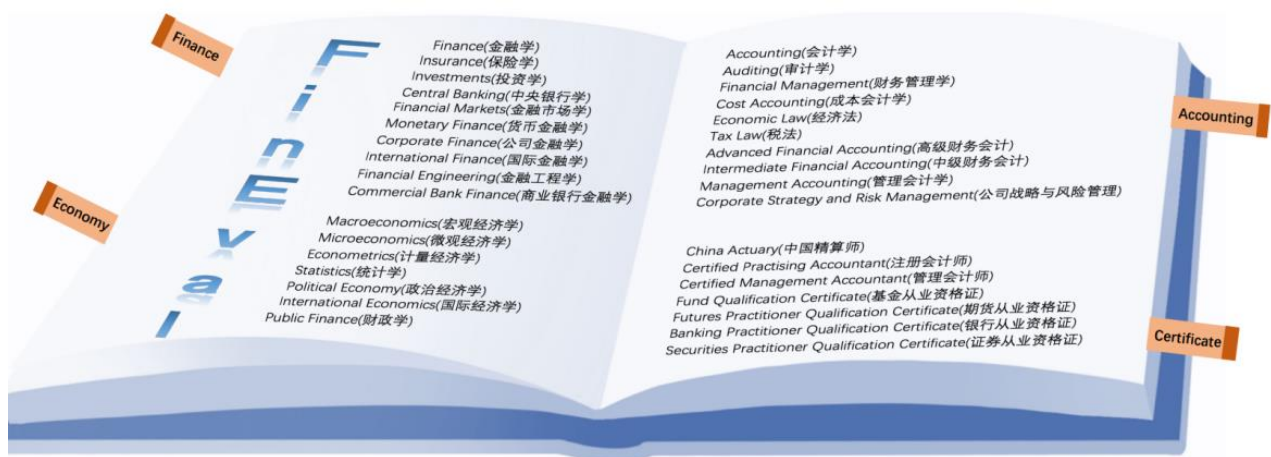 FinEval
Finance
Finance(金融学)
Insurance(保险学)
Investments(投资学)
Central Banking(中央银行学)
Financial Markets(金融市场学)
Monetary Finance(货币金融学)
Corporate Finance(公司金融学)
International Finance(国际金融学)
Financial Engineering(金融工程学)
Commercial Bank Finance(商业银行金融学)
Economy
Macroeconomics(宏观经济学)
Microeconomics(微观经济学)
Econometrics(计量经济学)
Statistics(统计学)
Political Economy(政治经济学)
International Economics(国际经济学)
Public Finance(财政学)
Accounting
Accounting(会计学)
Auditing(审计学)
Financial Management(财务管理学)
Cost Accounting(成本会计学)
Economic Law(经济法)
Tax Law(税法)
Advanced Financial Accounting(高级财务会计)
Intermediate Financial Accounting(中级财务会计)
Management Accounting(管理会计学)
Corporate Strategy and Risk Management(公司战略与风险管理)
Certificate
China Actuary(中国精算师)
Certified Practising Accountant(注册会计师)
Certified Management Accountant(管理会计师)
Fund Qualification Certificate(基金从业资格证)
Futures Practitioner Qualification Certificate(期货从业资格证)
Banking Practitioner Qualification Certificate(银行从业资格证)
Securities Practitioner Qualification Certificate(证券从业资格证)